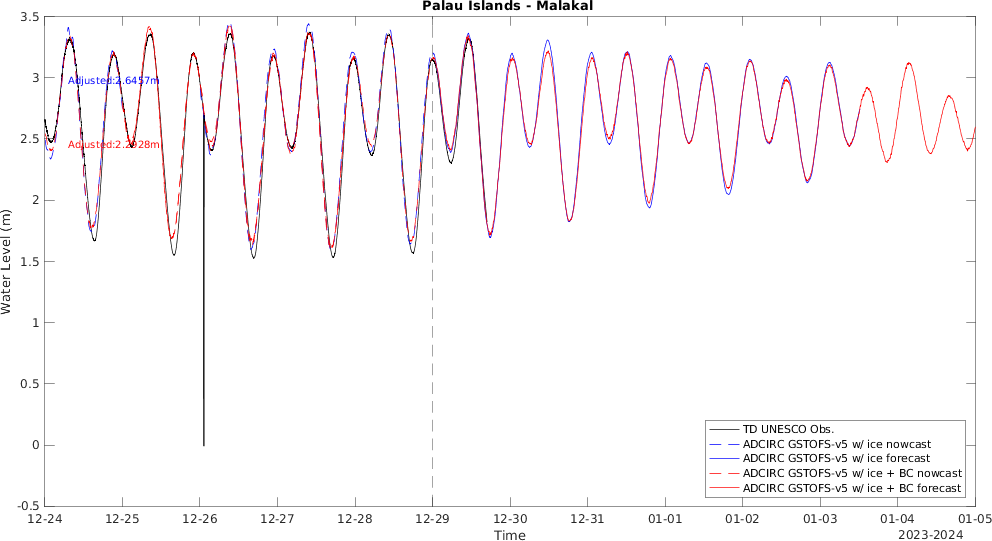 Palau Islands - Malakal
3.5
3
2.5
2
1.5
1
0.5
0
-0.5
Water Level (m)
Adjusted:2.6457m
Adjusted:2.2928m
TD UNESCO Obs.
ADCIRC GSTOFS-v5 w/ ice nowcast
ADCIRC GSTOFS-v5 w/ ice forecast
ADCIRC GSTOFS-v5 w/ ice + BC nowcast
ADCIRC GSTOFS-v5 w/ ice + BC forecast
12-24 12-25 12-26 12-27 12-28 12-29 12-30 12-31 01-01 01-02 01-03 01-04 01-05
Time
2023-2024